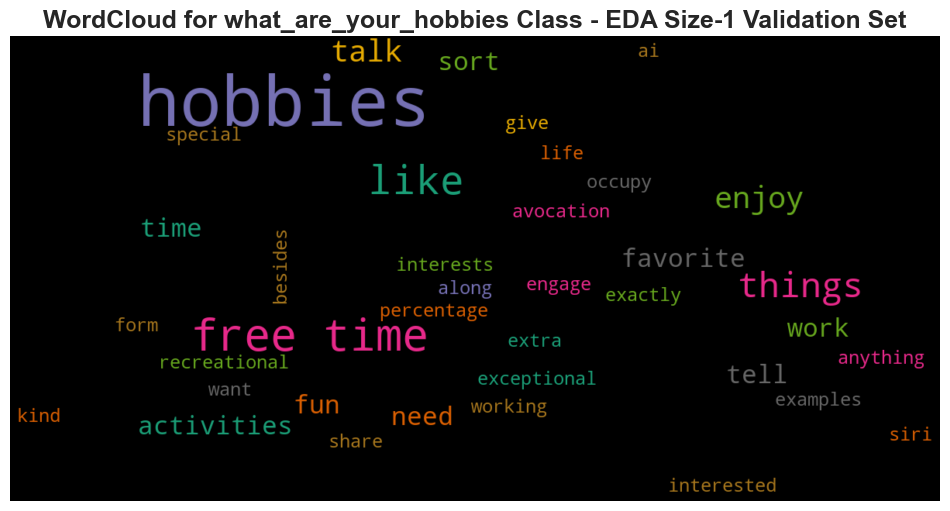 WordCloud for what_are_your_hobbies Class - EDA Size-1 Validation Set
talk
sort
ai
hobbies
special
give
life
like
occupy
enjoy
avocation
time
besides
favorite
interests
things
engage
along
exactly
percentage
form
free time
work
extra
recreational
anything
tell
exceptional
want
examples
fun
working
kind
need
activities
siri
share
interested